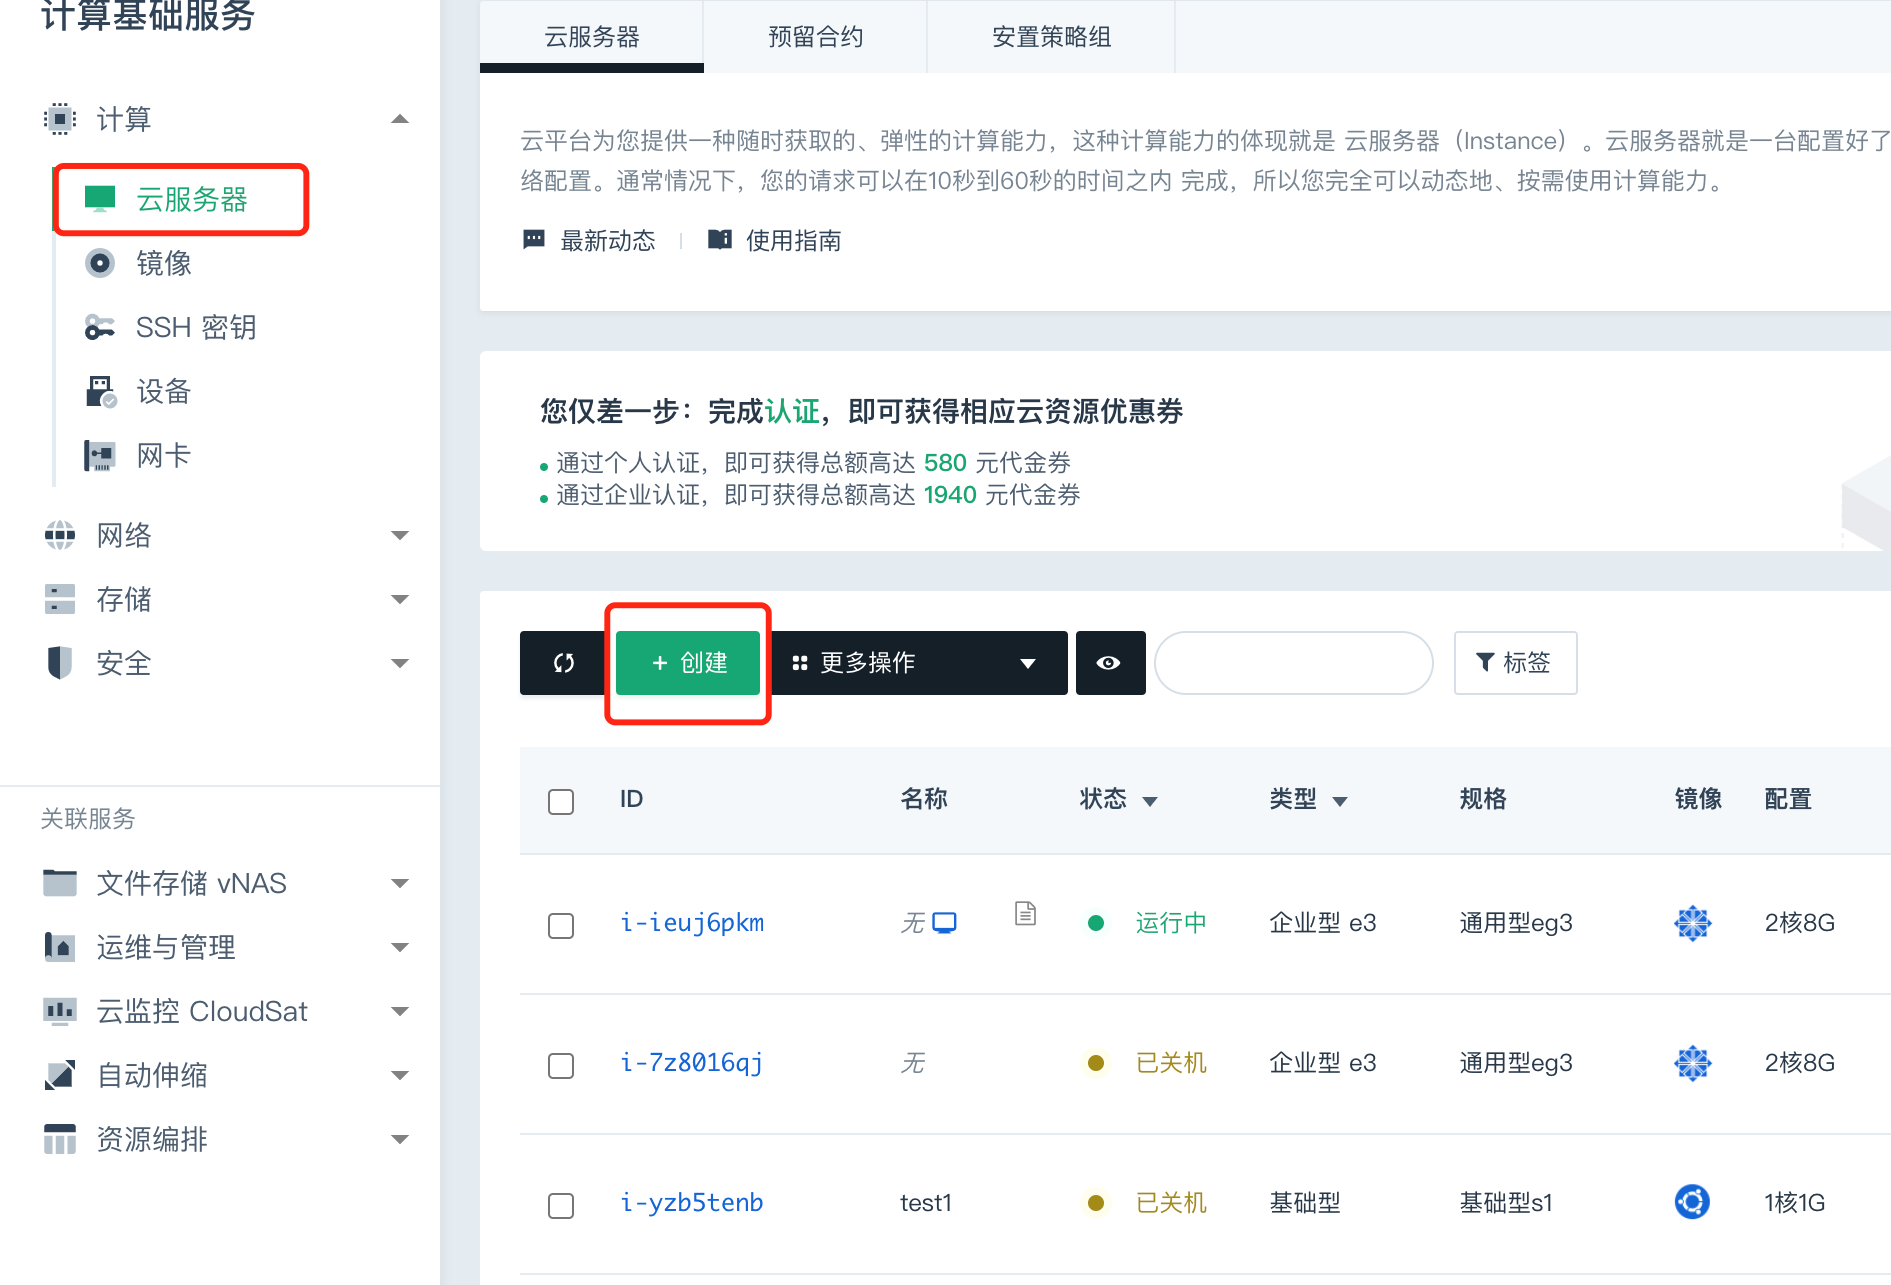 计算基础服务
计算
云服务器
镜像
SSH 密钥
设备
网卡
网络
存储
安全
关联服务
文件存储 vNAS
运维与管理
云监控 CloudSat
自动伸缩
资源编排
云服务器 预留合约 安置策略组
云平台为您提供一种随时获取的、弹性的计算能力，这种计算能力的体现就是 云服务器（Instance）。云服务器就是一台配置好了
络配置。通常情况下，您的请求可以在10秒到60秒的时间之内 完成，所以您完全可以动态地、按需使用计算能力。
最新动态 使用指南
您仅差一步：完成认证，即可获得相应云资源优惠券
通过个人认证，即可获得总额高达 580 元代金券
通过企业认证，即可获得总额高达 1940 元代金券
+ 创建 更多操作 标签
ID 名称 状态 类型 规格 镜像 配置
i-ieuj6pkm 无 运行中 企业型 e3 通用型eg3 2核8G
i-7z8016qj 无 已关机 企业型 e3 通用型eg3 2核8G
i-yzb5tenb test1 已关机 基础型 基础型s1 1核1G